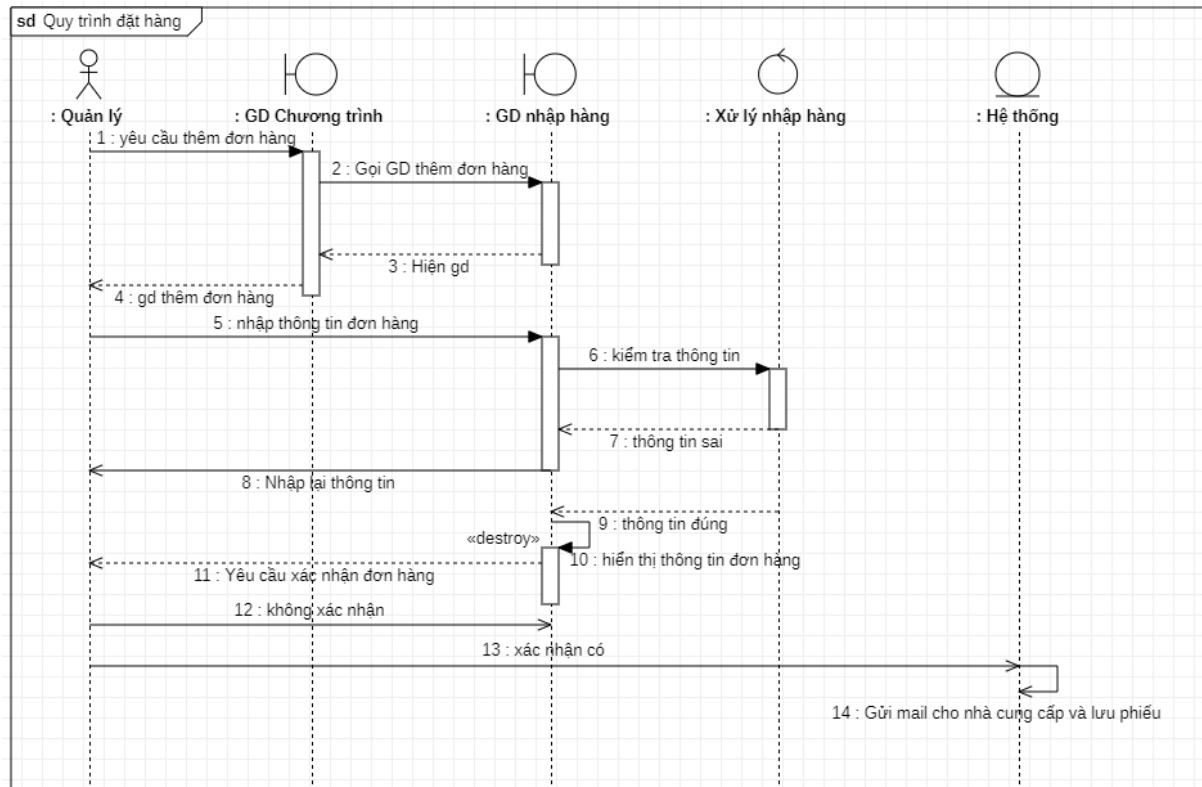 sd Quy trình đặt hàng
: Quản lý
: GD Chương trình
: GD nhập hàng
: Xử lý nhập hàng
: Hệ thống
1 : yêu cầu thêm đơn hàng
2 : Gọi GD thêm đơn hàng
3 : Hiện gd
4 : gd thêm đơn hàng
5 : nhập thông tin đơn hàng
6 : kiểm tra thông tin
7 : thông tin sai
8 : Nhập lại thông tin
9 : thông tin đúng
«destroy»
10 : hiển thị thông tin đơn hàng
11 : Yêu cầu xác nhận đơn hàng
12 : không xác nhận
13 : xác nhận có
14 : Gửi mail cho nhà cung cấp và lưu phiếu